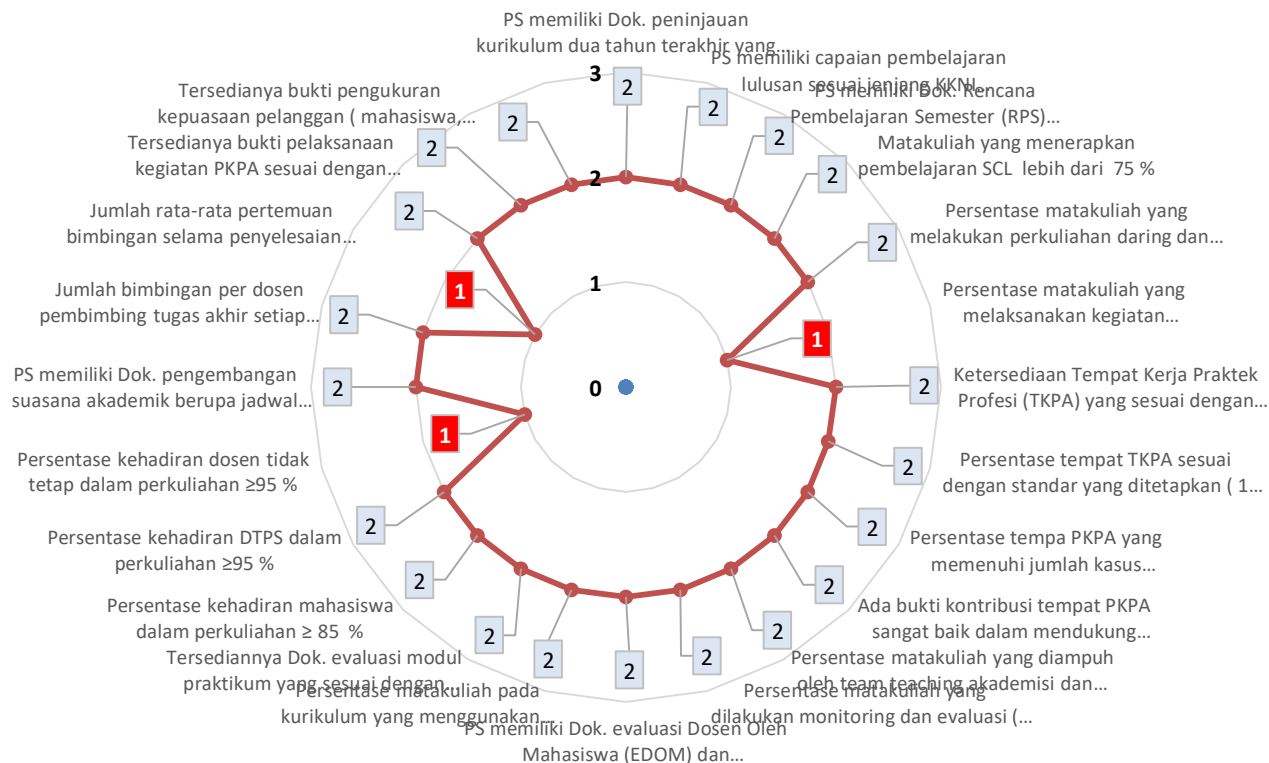 PS memiliki Dok. peninjauan
kurikulum dua tahun terakhir yang…
PS memiliki capaian pembelajaran
lulusan sesuai jenjang KKNI…
PS memiliki Dok. Rencana
Pembelajaran Semester (RPS)…
Matakuliah yang menerapkan
pembelajaran SCL lebih dari 75 %
Persentase matakuliah yang
melakukan perkuliahan daring dan…
Persentase matakuliah yang
melaksanakan kegiatan…
Ketersediaan Tempat Kerja Praktek
Profesi (TKPA) yang sesuai dengan…
Persentase tempat TKPA sesuai
dengan standar yang ditetapkan ( 1…
Persentase tempa PKPA yang
memenuhi jumlah kasus…
Ada bukti kontribusi tempat PKPA
sangat baik dalam mendukung…
Persentase matakuliah yang diampuh
oleh team teaching akademisi dan…
Persentase matakuliah yang
dilakukan monitoring dan evaluasi (…
PS memiliki Dok. evaluasi Dosen Oleh
Mahasiswa (EDOM) dan…
Persentase matakuliah pada
kurikulum yang menggunakan…
Tersediannya Dok. evaluasi modul
praktikum yang sesuai dengan…
Persentase kehadiran mahasiswa
dalam perkuliahan ≥ 85 %
Persentase kehadiran DTPS dalam
perkuliahan ≥95 %
Persentase kehadiran dosen tidak
tetap dalam perkuliahan ≥95 %
PS memiliki Dok. pengembangan
suasana akademik berupa jadwal…
Jumlah bimbingan per dosen
pembimbing tugas akhir setiap…
Jumlah rata-rata pertemuan
bimbingan selama penyelesaian…
Tersedianya bukti pelaksanaan
kegiatan PKPA sesuai dengan…
Tersedianya bukti pengukuran
kepuasaan pelanggan ( mahasiswa,…
3
2
1
0
2
2
2
2
2
1
2
2
2
2
2
2
2
2
2
2
2
1
2
2
1
2
2
2